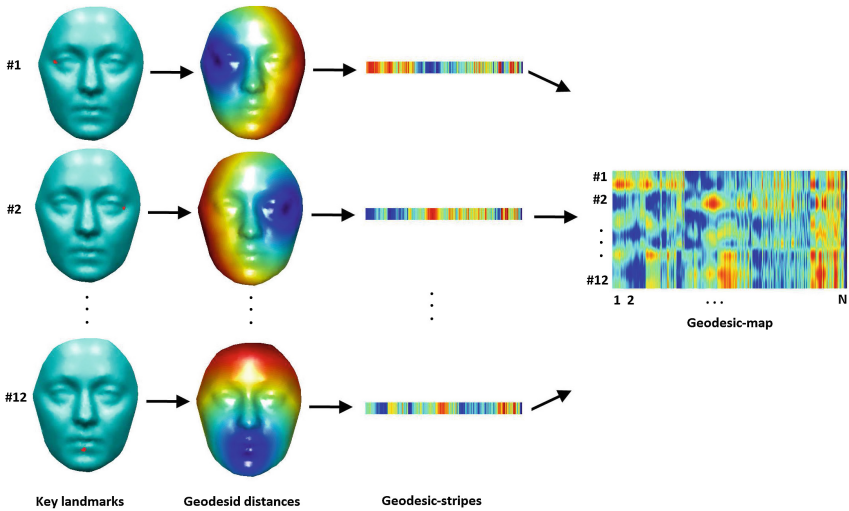 #1
#2
#12
Key landmarks
Geodesid distances
Geodesic-stripes
#1
#2
#12
1 2 ... N
Geodesic-map